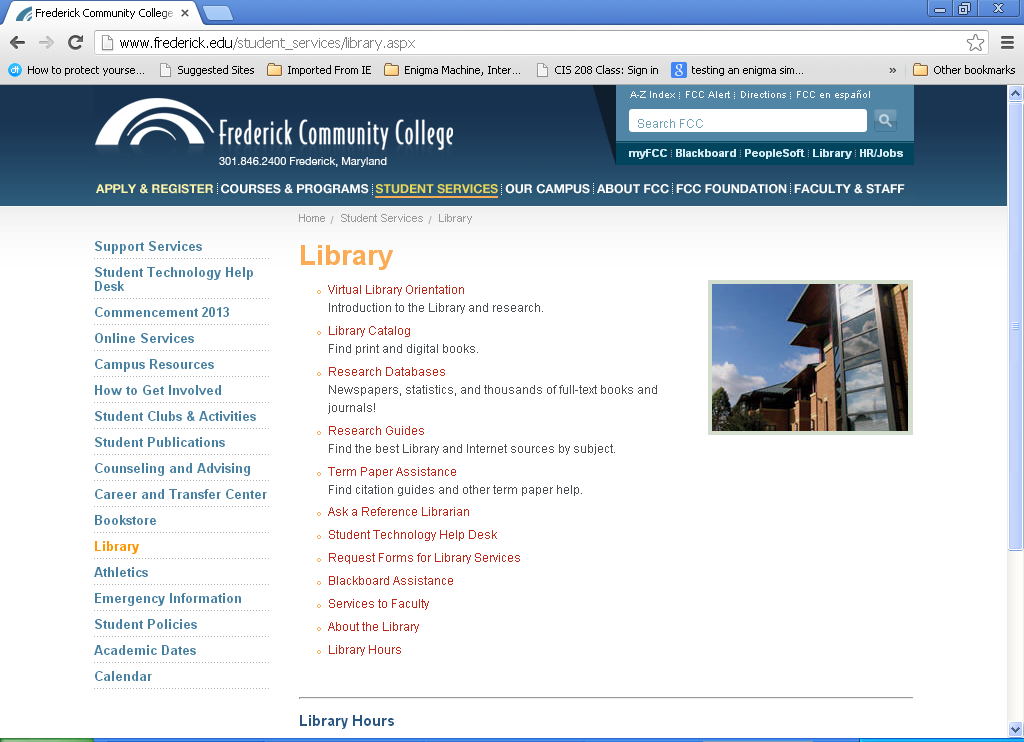 Frederick Community College
www.frederick.edu/student_services/library.aspx
How to protect yourse... Suggested Sites Imported From IE Enigma Machine, Inter... CIS 208 Class: Sign in testing an enigma sim... » Other bookmarks
A-Z Index FCC Alert Directions FCC en español
Search FCC
Frederick Community College
301.846.2400 Frederick, Maryland
myFCC Blackboard PeopleSoft Library HR/Jobs
APPLY & REGISTER COURSES & PROGRAMS STUDENT SERVICES OUR CAMPUS ABOUT FCC FCC FOUNDATION FACULTY & STAFF
Home / Student Services / Library
Support Services
Student Technology Help
Desk
Commencement 2013
Online Services
Campus Resources
How to Get Involved
Student Clubs & Activities
Student Publications
Counseling and Advising
Career and Transfer Center
Bookstore
Library
Athletics
Emergency Information
Student Policies
Academic Dates
Calendar
Library
Virtual Library Orientation
Introduction to the Library and research.
Library Catalog
Find print and digital books.
Research Databases
Newspapers, statistics, and thousands of full-text books and
journals!
Research Guides
Find the best Library and Internet sources by subject.
Term Paper Assistance
Find citation guides and other term paper help.
Ask a Reference Librarian
Student Technology Help Desk
Request Forms for Library Services
Blackboard Assistance
Services to Faculty
About the Library
Library Hours
Library Hours